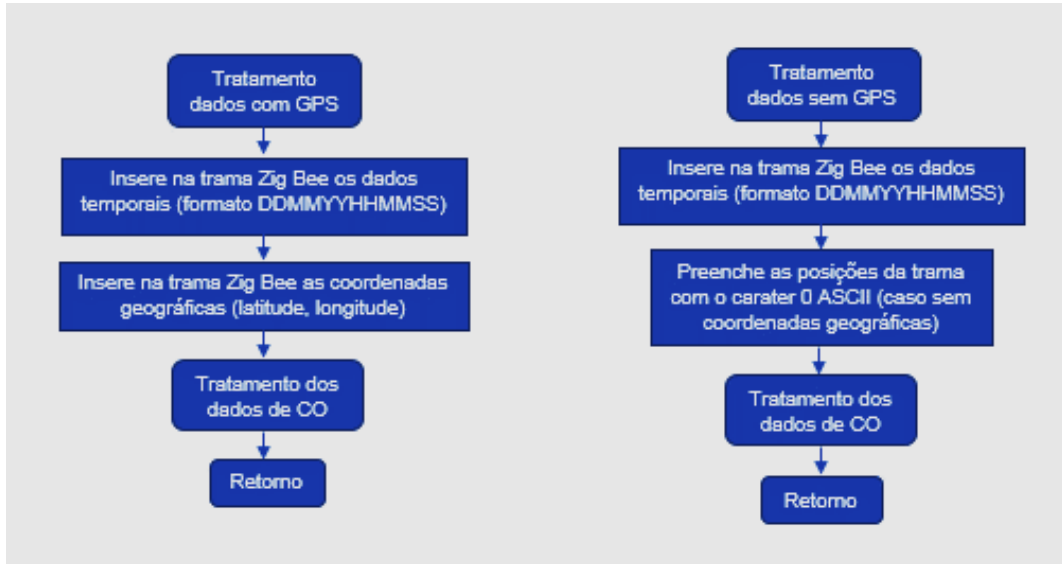 Tratamento
dados com GPS
Insere na trama Zig Bee os dados
temporais (formato DDMMYYHHMMSS)
Insere na trama Zig Bee as coordenadas
geográficas (latitude, longitude)
Tratamento dos
dados de CO
Retorno
Tratamento
dados sem GPS
Insere na trama Zig Bee os dados
temporais (formato DDMMYYHHMMSS)
Preenche as posições da trama
com o carater 0 ASCII (caso sem
coordenadas geográficas)
Tratamento dos
dados de CO
Retorno